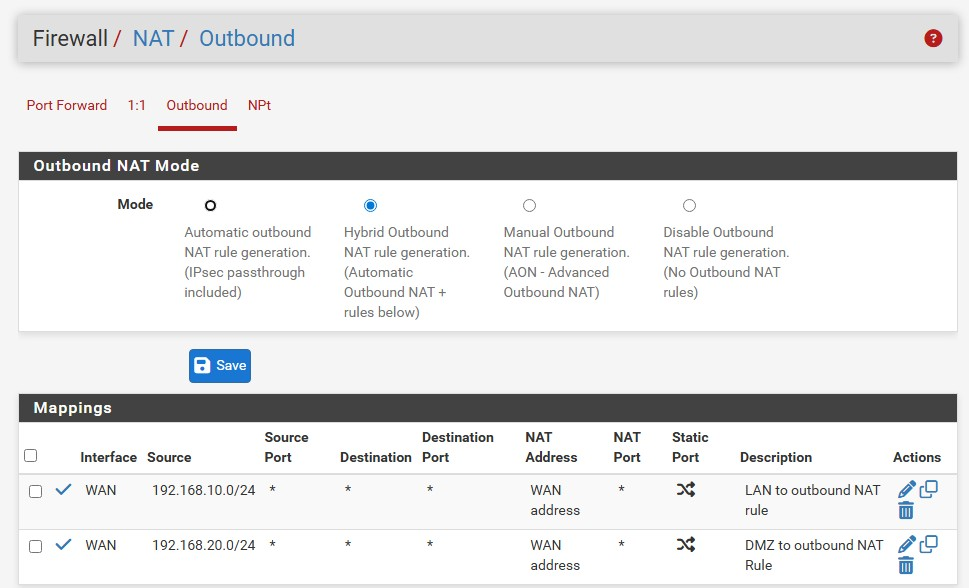 Firewall / NAT / Outbound
?
Port Forward 1:1 Outbound NPt
Outbound NAT Mode
Mode
Automatic outbound
NAT rule generation.
(IPsec passthrough
included)
Hybrid Outbound
NAT rule generation.
(Automatic
Outbound NAT +
rules below)
Manual Outbound
NAT rule generation.
(AON - Advanced
Outbound NAT)
Disable Outbound
NAT rule generation.
(No Outbound NAT
rules)
Save
Mappings
Interface Source Source Port Destination Destination Port NAT Address NAT Port Static Port Description Actions
WAN 192.168.10.0/24 * * * WAN address * LAN to outbound NAT rule
WAN 192.168.20.0/24 * * * WAN address * DMZ to outbound NAT Rule